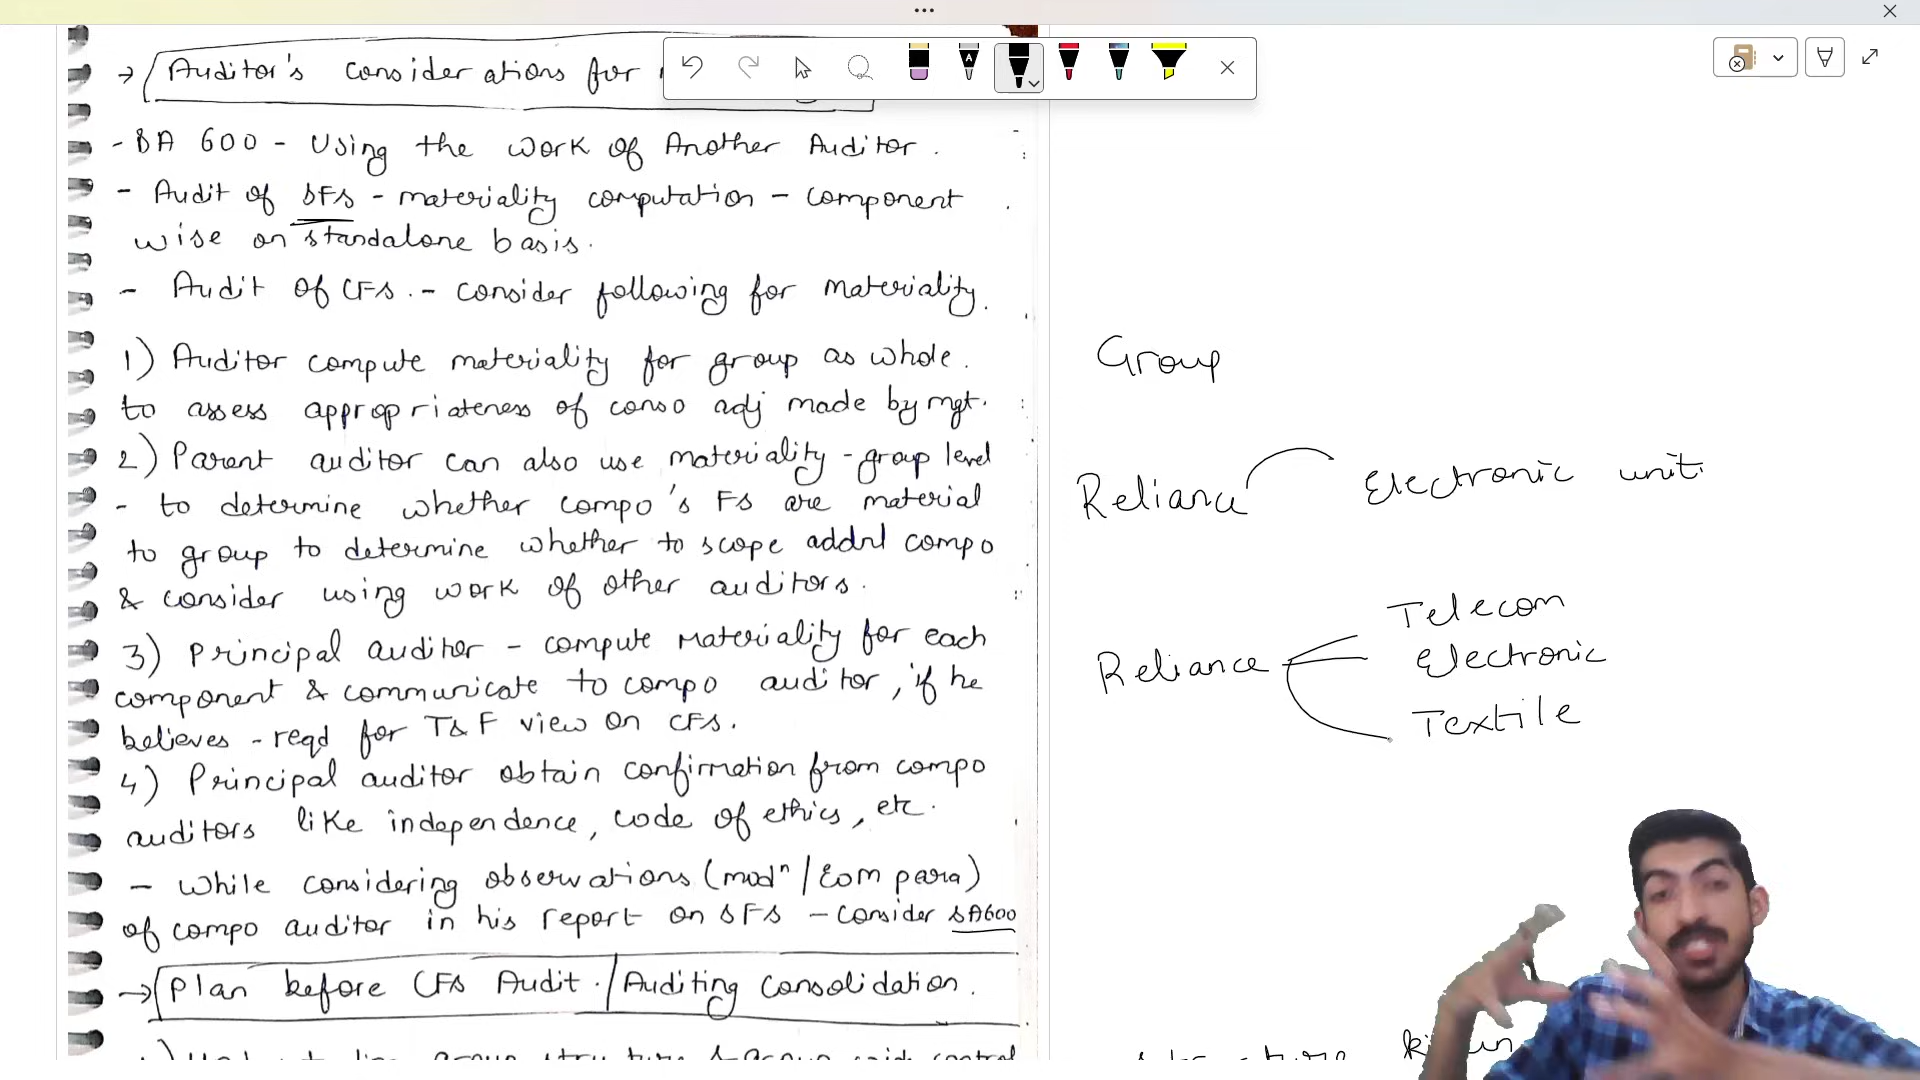 → Auditor's considerations for
- SA 600 - Using the work of Another Auditor.
- Audit of SFS - materiality computation - component
wise on standalone basis.
- Audit of CFS. - consider following for materiality.
1) Auditor compute materiality for group as whole.
to assess appropriateness of conso adj made by mgt.
2) Parent auditor can also use materiality - group level
- to determine whether compo's FS are material
to group to determine whether to scope addnl compo
& consider using work of other auditors.
3) Principal auditor - compute materiality for each
component & communicate to compo auditor, if he
believes - reqd for T&F view on CFS.
4) Principal auditor obtain confirmation from compo
auditors like independence, code of ethics, etc.
- While considering observations (modⁿ/EOM para)
of compo auditor in his report on SFS - consider SA600
→ Plan before CFS Audit. / Auditing Consolidation.
Group
Reliance Electronic unit
Telecom
Reliance Electronic
Textile